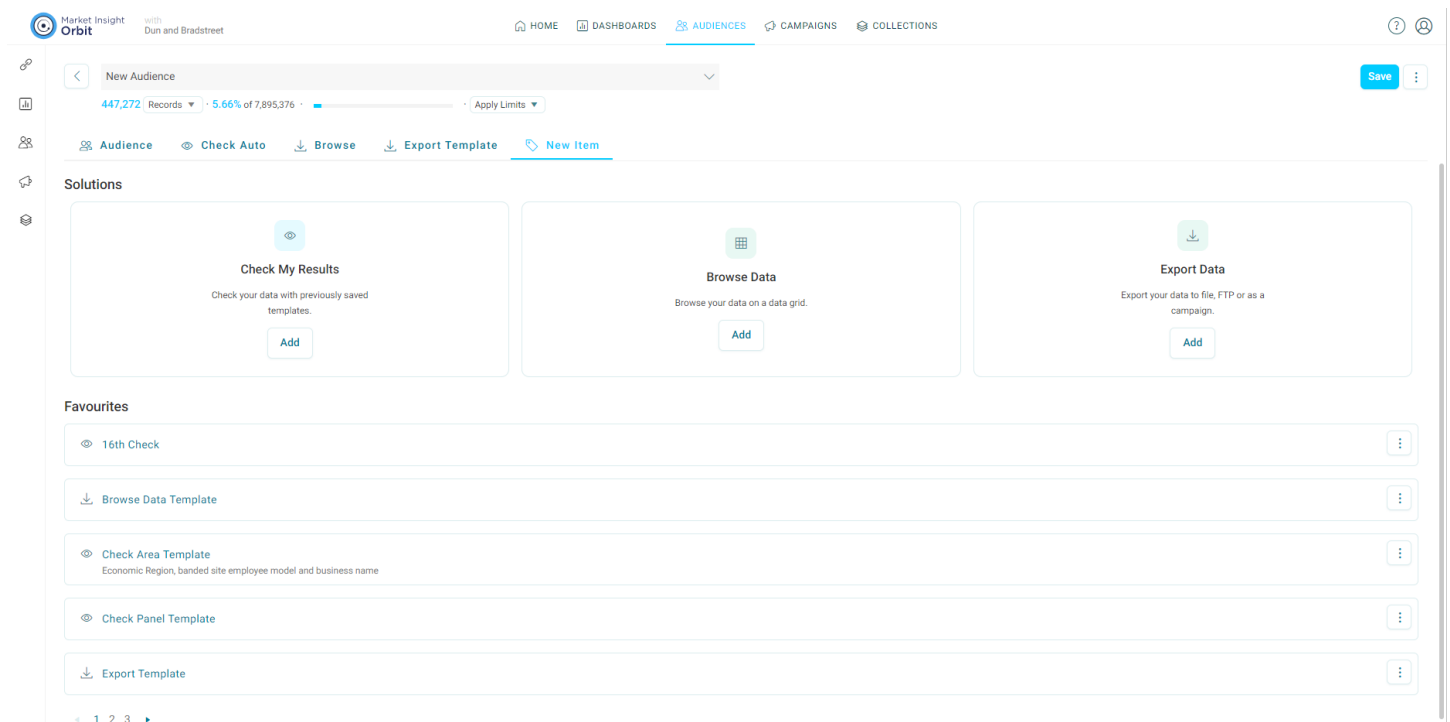 Market Insight
Orbit
with
Dun and Bradstreet
HOME
DASHBOARDS
AUDIENCES
CAMPAIGNS
COLLECTIONS
?
New Audience
Save
447,272 Records ▼ · 5.66% of 7,895,376 · · Apply Limits ▼
Audience
Check Auto
Browse
Export Template
New Item
Solutions
Check My Results
Check your data with previously saved
templates.
Add
Browse Data
Browse your data on a data grid.
Add
Export Data
Export your data to file, FTP or as a
campaign.
Add
Favourites
16th Check
Browse Data Template
Check Area Template
Economic Region, banded site employee model and business name
Check Panel Template
Export Template
1 2 3